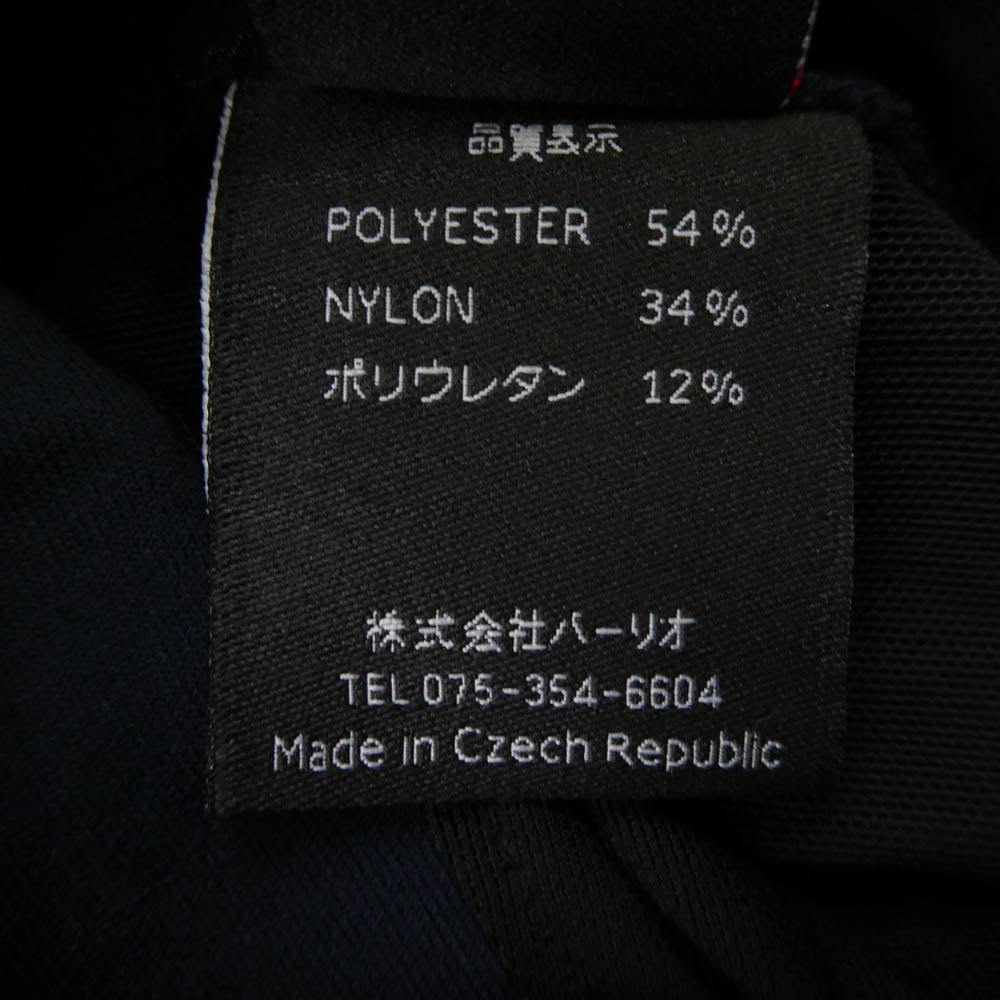 品質表示
POLYESTER 54%
NYLON 34%
ポリウレタン 12%
株式会社ハーリオ
TEL 075-354-6604
Made in Czech Republic